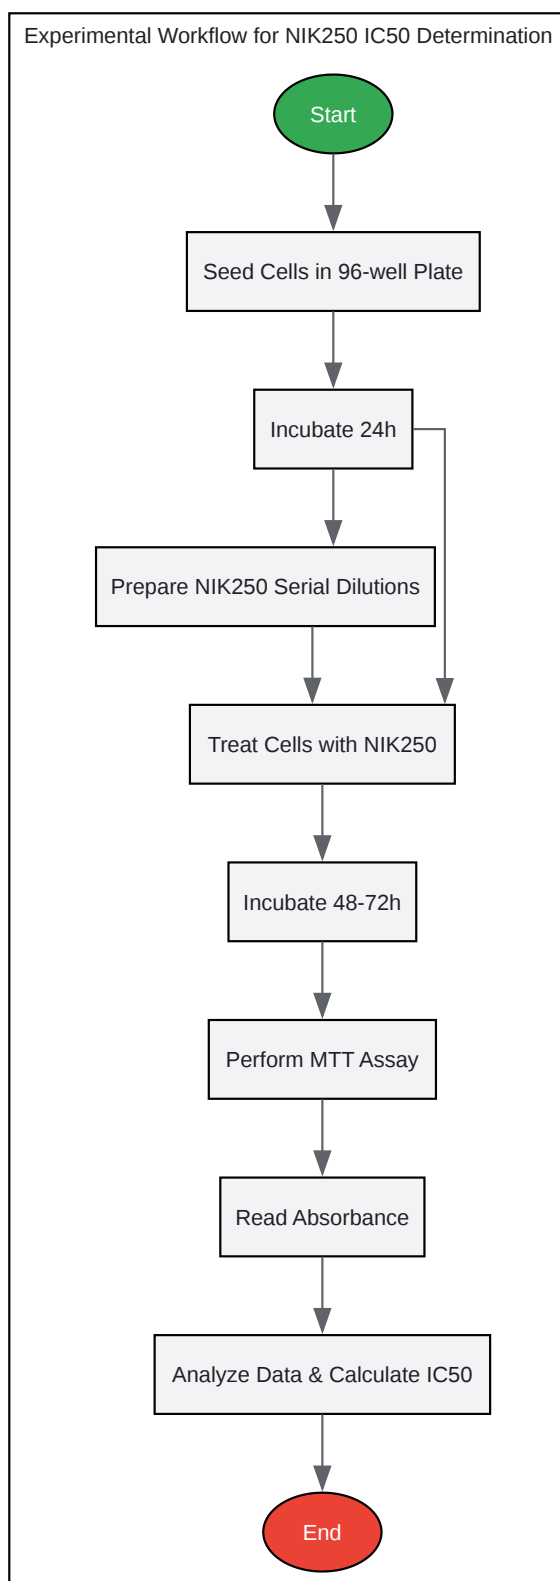 Experimental Workflow for NIK250 IC50 Determination
Start
Seed Cells in 96-well Plate
Incubate 24h
Prepare NIK250 Serial Dilutions
Treat Cells with NIK250
Incubate 48-72h
Perform MTT Assay
Read Absorbance
Analyze Data & Calculate IC50
End